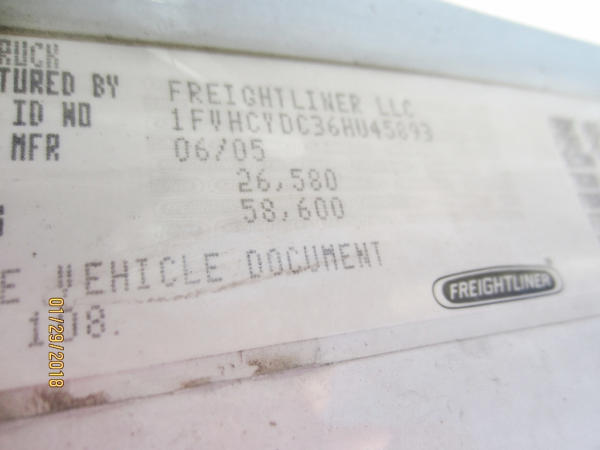 RUCK
TURED BY FREIGHTLINER LLC
ID NO 1FVHCYDC36HU45893
MFR 06/05
26,580
58,600
E VEHICLE DOCUMENT
108.
FREIGHTLINER
01/29/2018